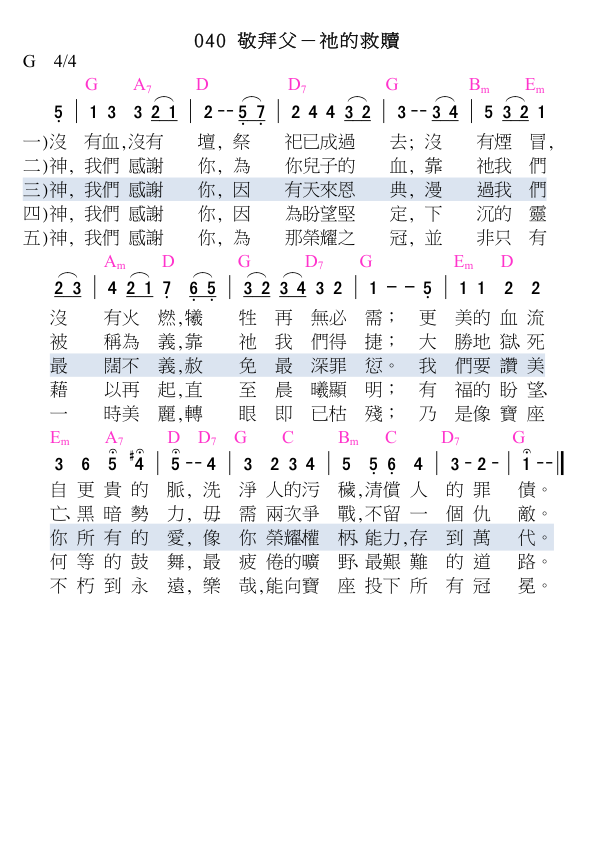 040 敬拜父－祂的救贖
G 4/4
G A7 D D7 G Bm Em
5 | 1 3 3 2 1 | 2 - - 5 7 | 2 4 4 3 2 | 3 - - 3 4 | 5 3 2 1
一)沒 有血,沒有 壇, 祭 祀已成過 去; 沒 有煙 冒,
二)神, 我們 感謝 你, 為 你兒子的 血, 靠 祂我 們
三)神, 我們 感謝 你, 因 有天來恩 典, 漫 過我 們
四)神, 我們 感謝 你, 因 為盼望堅 定, 下 沉的 靈
五)神, 我們 感謝 你, 為 那榮耀之 冠, 並 非只 有
Am D G D7 G Em D
2 3 | 4 2 1 7 6 5 | 3 2 3 4 3 2 | 1 - - 5 | 1 1 2 2
沒 有火 燃,犧 牲 再 無必 需; 更 美的 血 流
被 稱為 義,靠 祂 我 們得 捷; 大 勝地 獄、死
最 闊不 義,赦 免 最 深罪 愆。 我 們要 讚 美
藉 以再 起,直 至 晨 曦顯 明; 有 福的 盼 望、
一 時美 麗,轉 眼 即 已枯 殘; 乃 是像 寶 座
Em A7 D D7 G C Bm C D7 G
3 6 5 #4 | 5 - - 4 | 3 2 3 4 | 5 5 6 4 | 3 - 2 - | 1 - - ||
自 更 貴 的 脈, 洗 淨 人的污 穢,清償 人 的 罪 債。
亡、黑 暗 勢 力, 毋 需 兩次爭 戰,不留 一 個 仇 敵。
你 所 有 的 愛, 像 你 榮耀、權 柄、能力,存 到 萬 代。
何 等 的 鼓 舞, 最 疲 倦的曠 野、最艱 難 的 道 路。
不 朽 到 永 遠, 樂 哉,能向寶 座 投下 所 有 冠 冕。